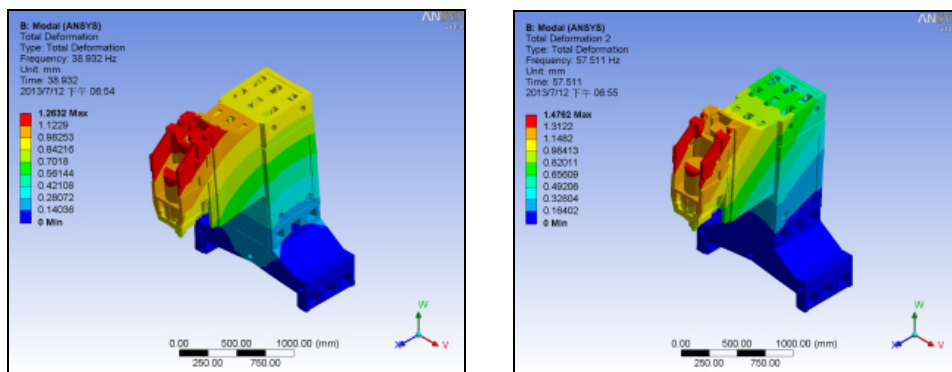 ANSYS
B: Modal (ANSYS)
Total Deformation
Type: Total Deformation
Frequency: 38.932 Hz
Unit: mm
Time: 38.932
2013/7/12 下午 06:54
1.2632 Max
1.1229
0.98253
0.84216
0.7018
0.56144
0.42108
0.28072
0.14036
0 Min
0.00
500.00
1000.00 (mm)
250.00
750.00
W
X
V
ANSYS
B: Modal (ANSYS)
Total Deformation 2
Type: Total Deformation
Frequency: 57.511 Hz
Unit: mm
Time: 57.511
2013/7/12 下午 06:55
1.4762 Max
1.3122
1.1482
0.98413
0.82011
0.65609
0.49206
0.32804
0.16402
0 Min
0.00
500.00
1000.00 (mm)
250.00
750.00
W
X
V